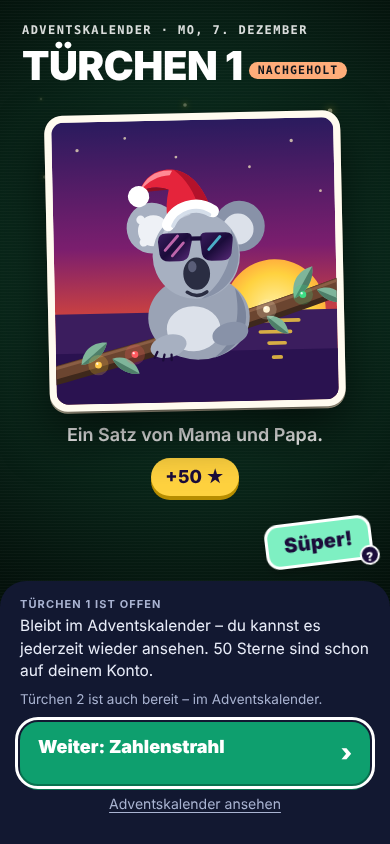 ADVENTSKALENDER · MO, 7. DEZEMBER
TÜRCHEN 1 NACHGEHOLT
Ein Satz von Mama und Papa.
+50 ★
Süper!
?
TÜRCHEN 1 IST OFFEN
Bleibt im Adventskalender – du kannst es
jederzeit wieder ansehen. 50 Sterne sind schon
auf deinem Konto.
Türchen 2 ist auch bereit – im Adventskalender.
Weiter: Zahlenstrahl ›
Adventskalender ansehen